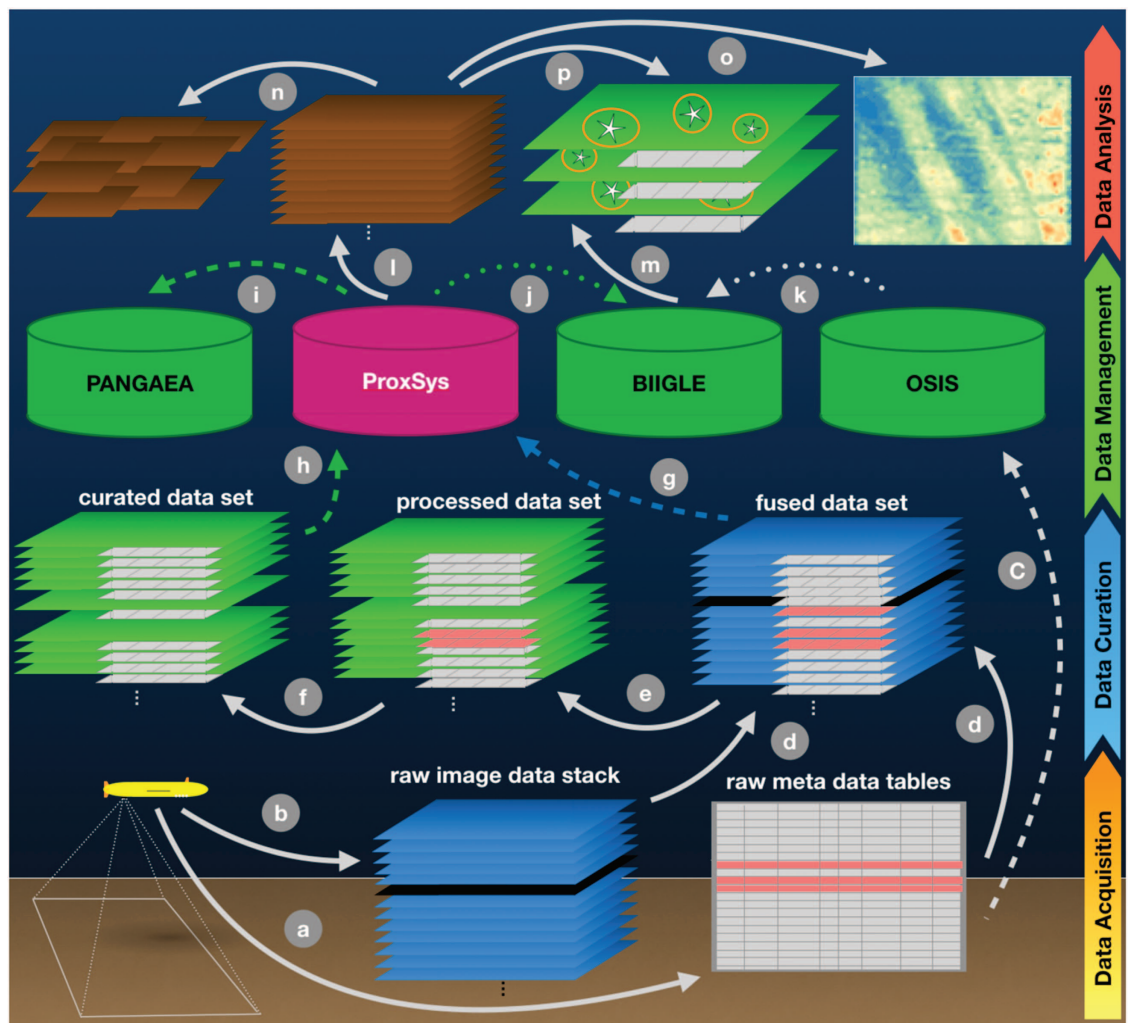 n
p
o
Data Analysis
l
m
i
j
k
PANGAEA
ProxSys
BIIGLE
OSIS
Data Management
h
g
curated data set
processed data set
fused data set
C
Data Curation
f
e
d
d
raw image data stack
raw meta data tables
b
a
Data Acquisition